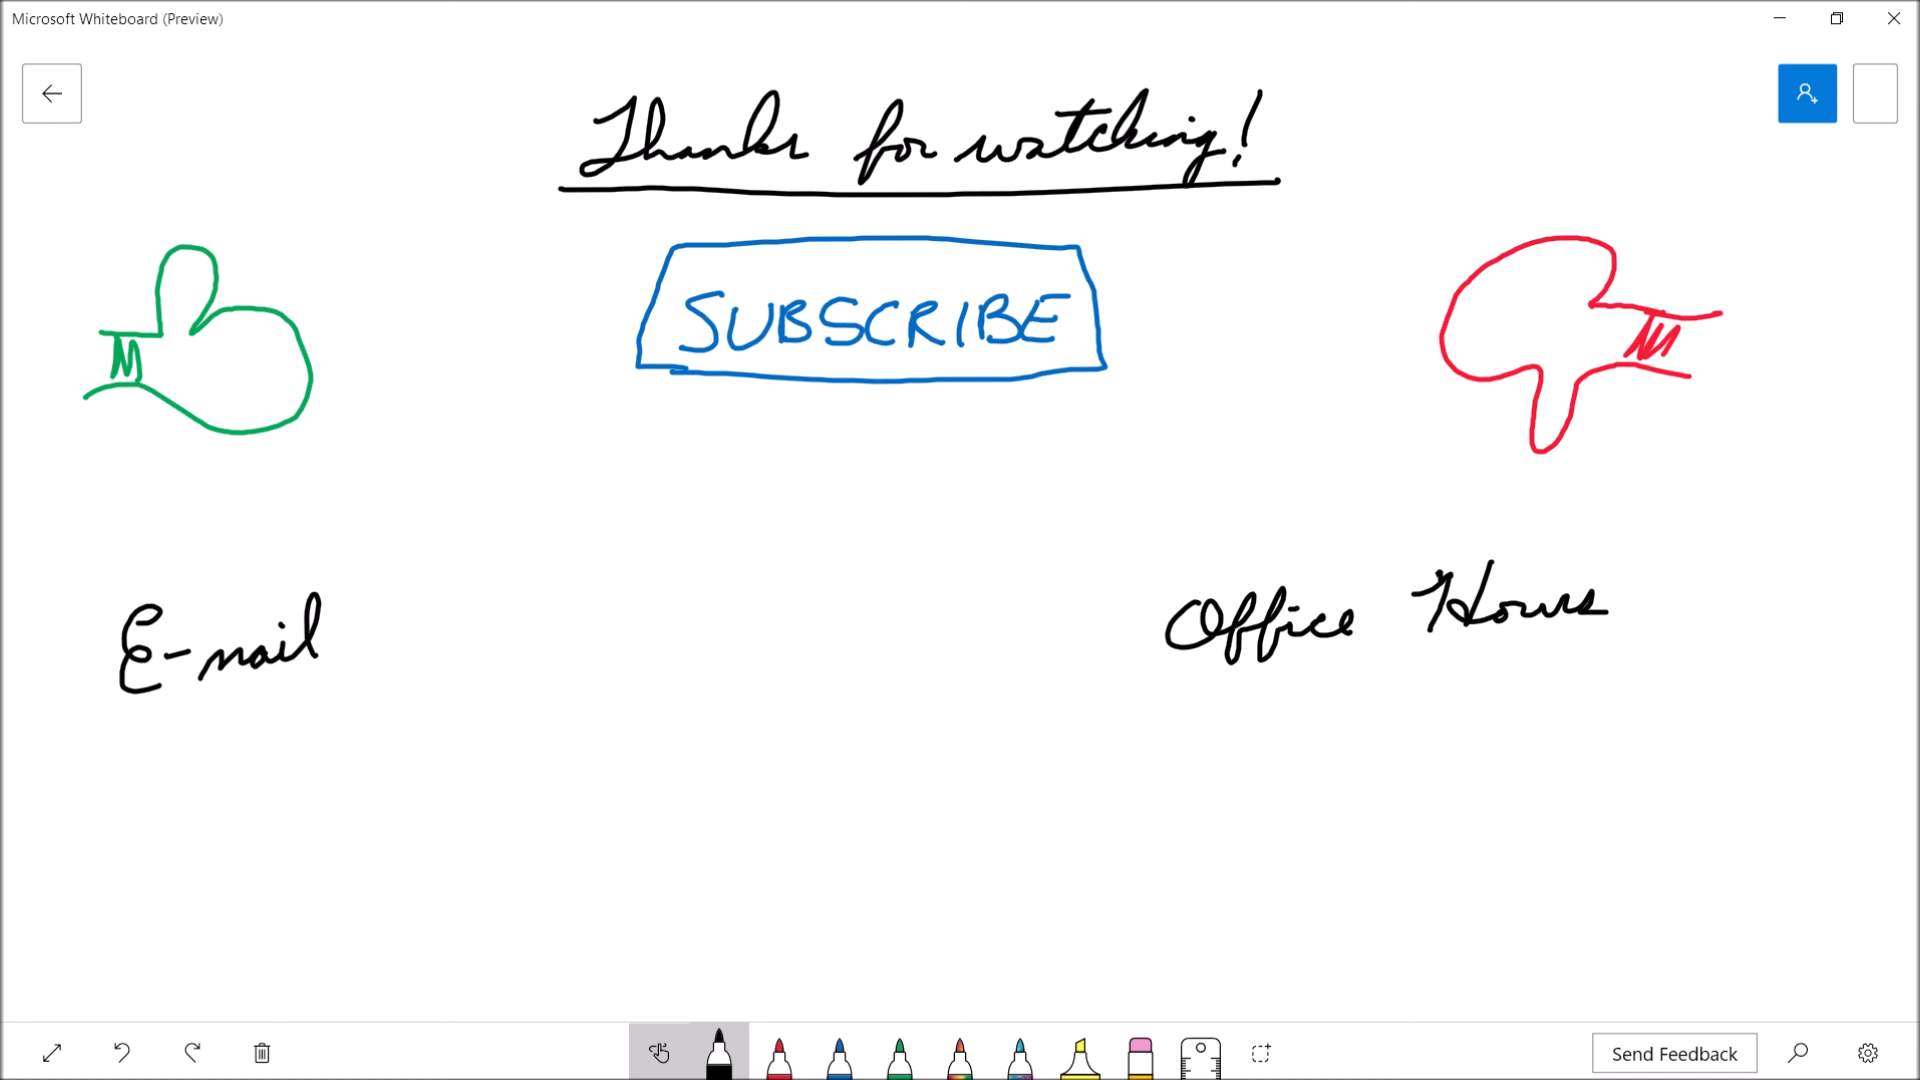 Microsoft Whiteboard (Preview)
Thanks for watching!
SUBSCRIBE
E-mail
Office Hours
Send Feedback